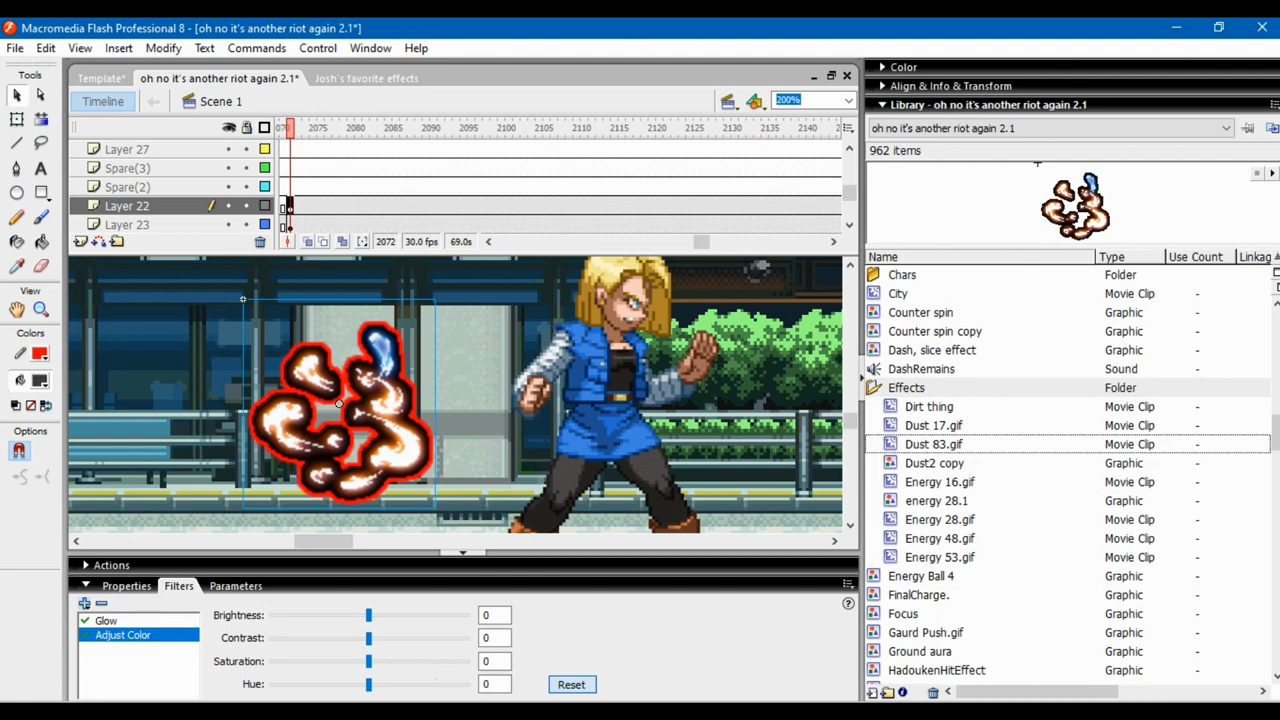 Macromedia Flash Professional 8 - [oh no it's another riot again 2.1*]
File Edit View Insert Modify Text Commands Control Window Help
Tools
View
Colors
Options
Template* oh no it's another riot again 2.1* Josh's favorite effects
Timeline Scene 1 200%
070 2075 2080 2085 2090 2095 2100 2105 2110 2115 2120 2125 2130 2135 2140 2
Layer 27
Spare(3)
Spare(2)
Layer 22
Layer 23
2072 30.0 fps 69.0s
Actions
Properties Filters Parameters
Glow
Adjust Color
Brightness: 0
Contrast: 0
Saturation: 0
Hue: 0 Reset
Color
Align & Info & Transform
Library - oh no it's another riot again 2.1
oh no it's another riot again 2.1
962 items
Name Type Use Count Linkag
Chars Folder
City Movie Clip -
Counter spin Graphic -
Counter spin copy Graphic -
Dash, slice effect Graphic -
DashRemains Sound -
Effects Folder
Dirt thing Movie Clip -
Dust 17.gif Movie Clip -
Dust 83.gif Movie Clip -
Dust2 copy Graphic -
Energy 16.gif Movie Clip -
energy 28.1 Graphic -
Energy 28.gif Movie Clip -
Energy 48.gif Movie Clip -
Energy 53.gif Movie Clip -
Energy Ball 4 Graphic -
FinalCharge. Graphic -
Focus Graphic -
Gaurd Push.gif Graphic -
Ground aura Graphic -
HadoukenHitEffect Graphic -